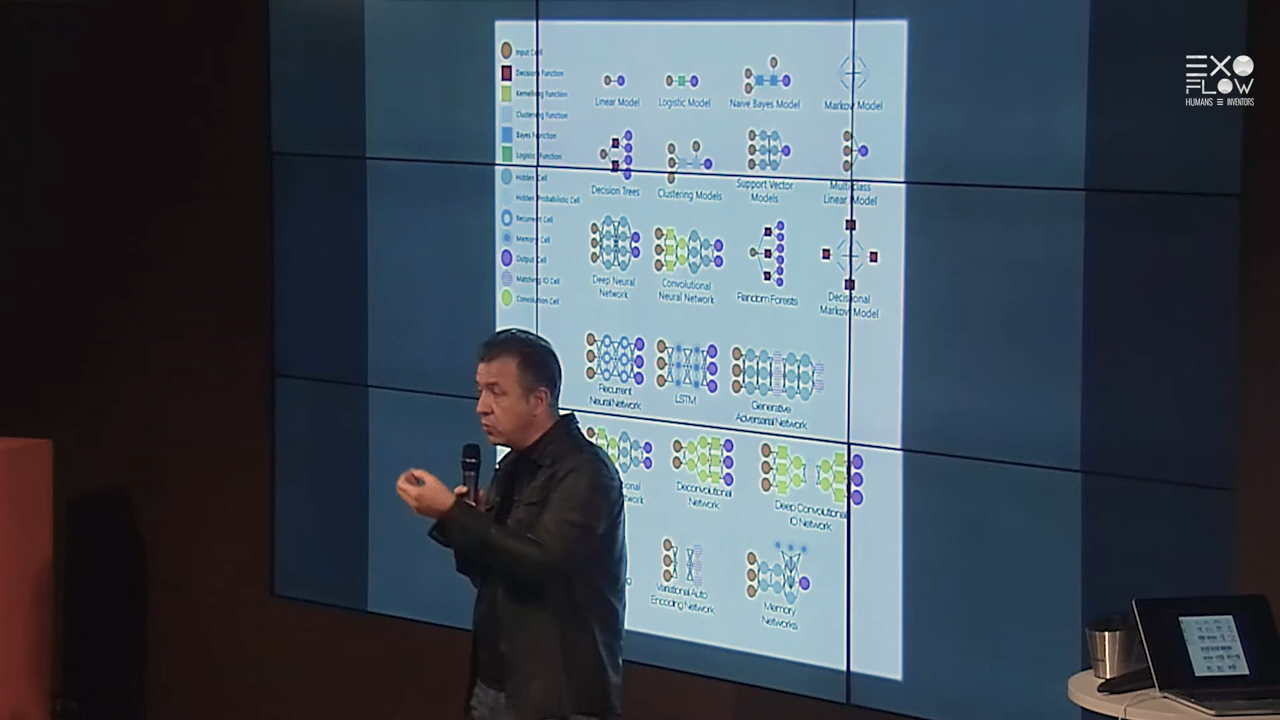 EXO
FLOW
HUMANS ≡ INVENTORS
Input Cell
Decision Function
Kernelling Function
Clustering Function
Bayes Function
Logistic Function
Hidden Cell
Hidden Probabilistic Cell
Recurrent Cell
Memory Cell
Output Cell
Matching IO Cell
Convolution Cell
Linear Model
Logistic Model
Naive Bayes Model
Markov Model
Decision Trees
Clustering Models
Support Vector
Models
Multiclass
Linear Model
Deep Neural
Network
Convolutional
Neural Network
Random Forests
Decisional
Markov Model
Recurrent
Neural Network
LSTM
Generative
Adversarial Network
Deconvolutional
Network
Deep Convolutional
IO Network
Variational Auto
Encoding Network
Memory
Networks